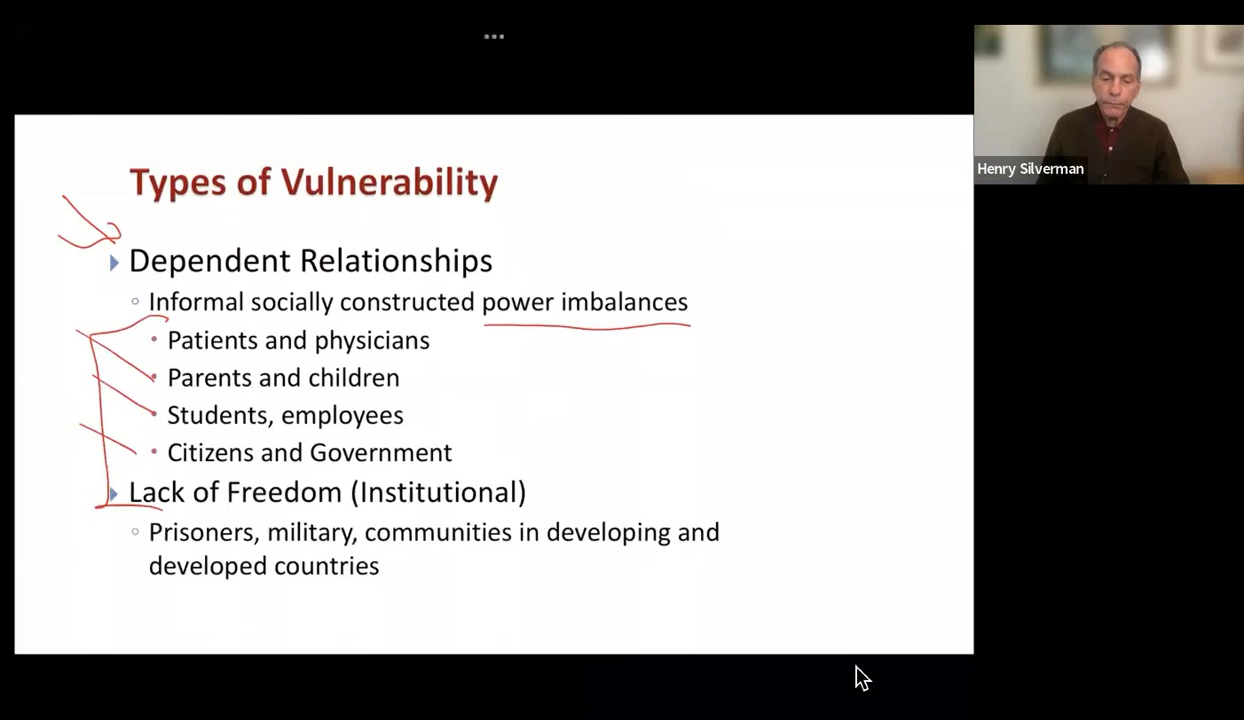 Types of Vulnerability
Dependent Relationships
Informal socially constructed power imbalances
Patients and physicians
Parents and children
Students, employees
Citizens and Government
Lack of Freedom (Institutional)
Prisoners, military, communities in developing and
developed countries
Henry Silverman